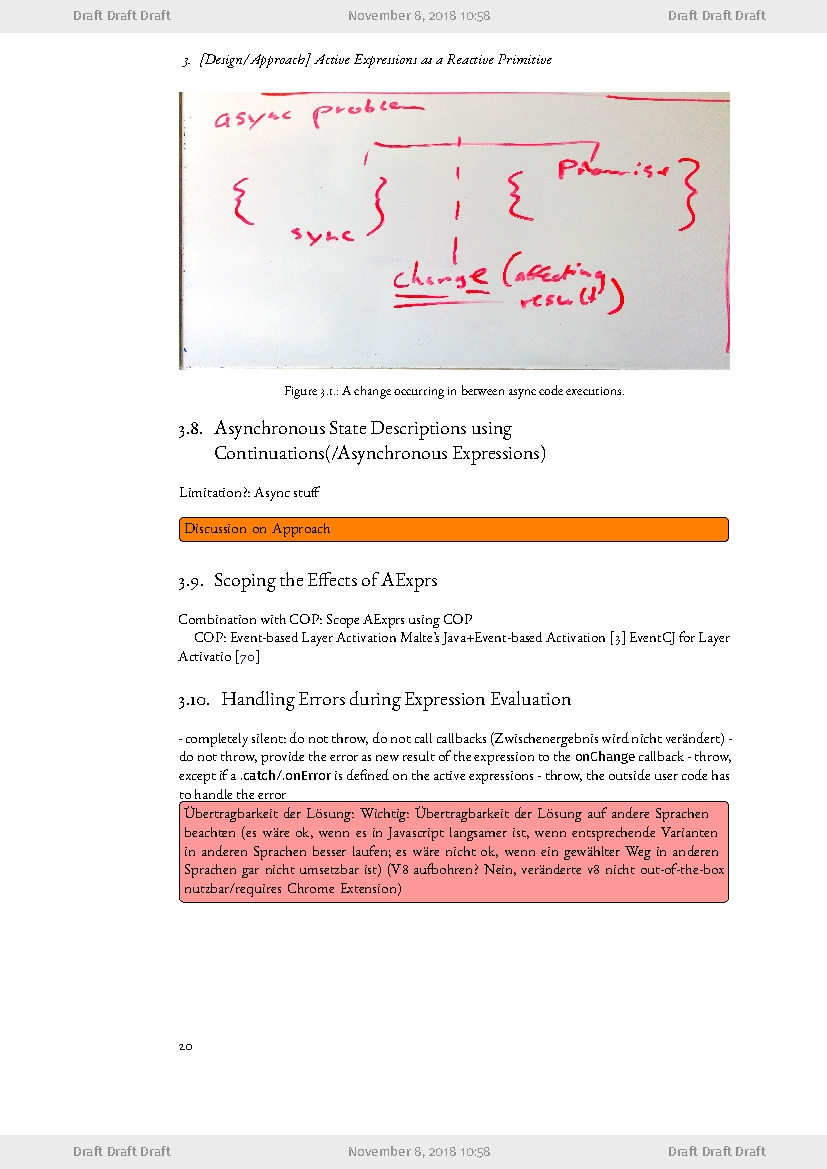 Draft Draft Draft November 8, 2018 10:58 Draft Draft Draft
3. [Design/Approach] Active Expressions as a Reactive Primitive
async problem
{ } { Promise }
sync
change (affecting
result)
Figure 3.1.: A change occurring in between async code executions.
3.8. Asynchronous State Descriptions using
Continuations(/Asynchronous Expressions)
Limitation?: Async stuff
Discussion on Approach
3.9. Scoping the Effects of AExprs
Combination with COP: Scope AExprs using COP
COP: Event-based Layer Activation Malte's Java+Event-based Activation [3] EventCJ for Layer
Activatio [70]
3.10. Handling Errors during Expression Evaluation
- completely silent: do not throw, do not call callbacks (Zwischenergebnis wird nicht verändert) -
do not throw, provide the error as new result of the expression to the onChange callback - throw,
except if a .catch/.onError is defined on the active expressions - throw, the outside user code has
to handle the error
Übertragbarkeit der Lösung: Wichtig: Übertragbarkeit der Lösung auf andere Sprachen
beachten (es wäre ok, wenn es in Javascript langsamer ist, wenn entsprechende Varianten
in anderen Sprachen besser laufen; es wäre nicht ok, wenn ein gewählter Weg in anderen
Sprachen gar nicht umsetzbar ist) (V8 aufbohren? Nein, veränderte v8 nicht out-of-the-box
nutzbar/requires Chrome Extension)
20
Draft Draft Draft November 8, 2018 10:58 Draft Draft Draft